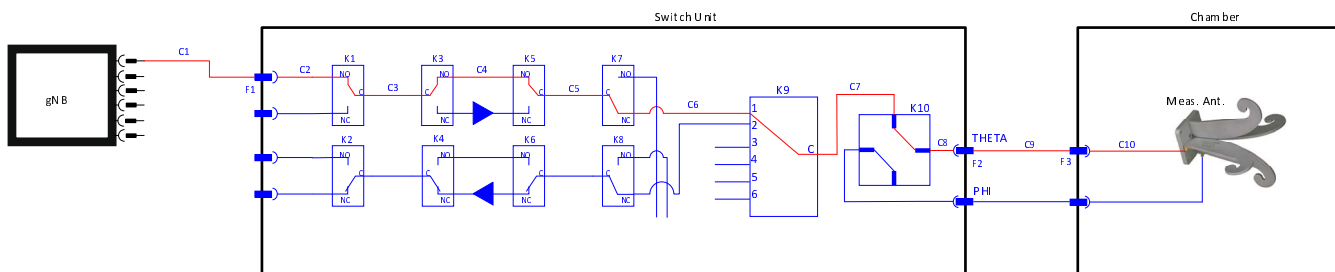 Switch Unit
Chamber
gNB
C1
F1
C2
K1
NO
C
NC
C3
K3
NO
C
NC
C4
K5
NO
C
NC
C5
K7
NO
C
NC
C6
K2
NO
C
NC
K4
NO
C
NC
K6
NO
C
NC
K8
NO
C
NC
K9
1
2
3
4
5
6
C
C7
K10
C8
THETA
F2
PHI
C9
F3
C10
Meas. Ant.